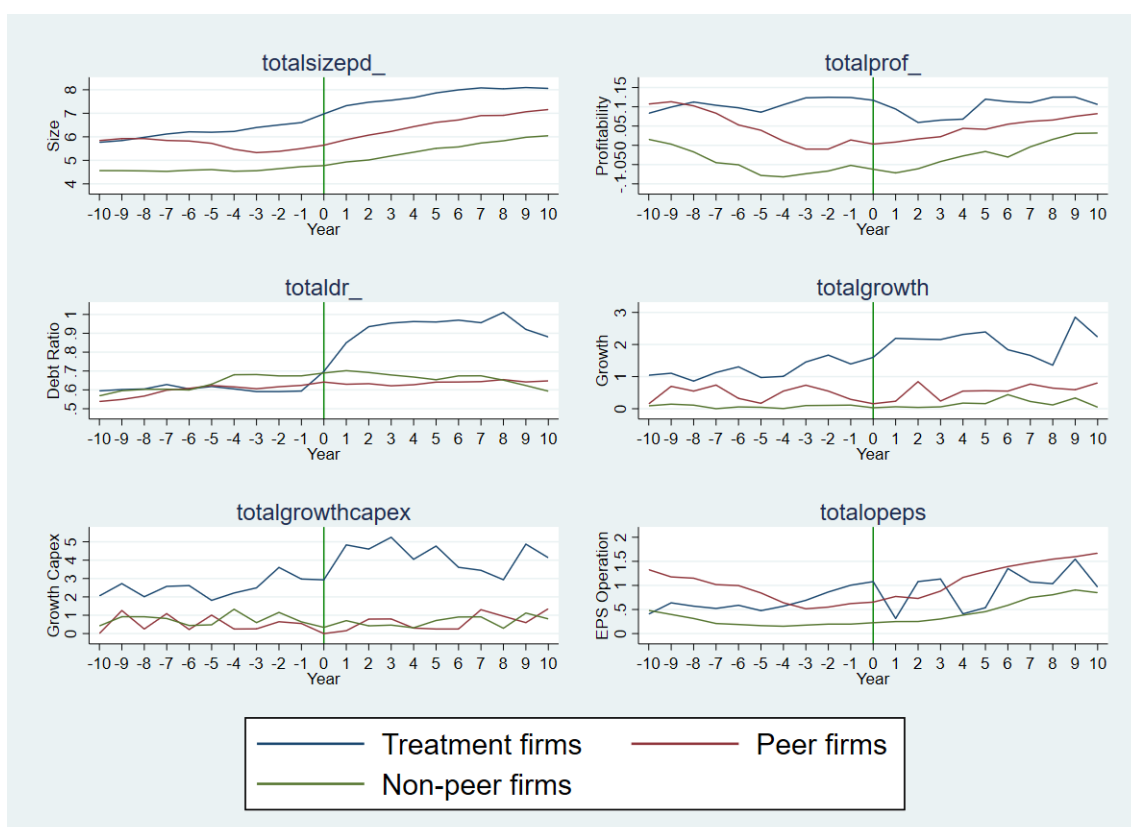 totalsizepd_
Size
4 5 6 7 8
-10 -9 -8 -7 -6 -5 -4 -3 -2 -1 0 1 2 3 4 5 6 7 8 9 10
Year
totalprof_
Profitability
-.1 -.05 0 .05 .1 .15
-10 -9 -8 -7 -6 -5 -4 -3 -2 -1 0 1 2 3 4 5 6 7 8 9 10
Year
totaldr_
Debt Ratio
.5 .6 .7 .8 .9 1
-10 -9 -8 -7 -6 -5 -4 -3 -2 -1 0 1 2 3 4 5 6 7 8 9 10
Year
totalgrowth
Growth
0 1 2 3
-10 -9 -8 -7 -6 -5 -4 -3 -2 -1 0 1 2 3 4 5 6 7 8 9 10
Year
totalgrowthcapex
Growth Capex
0 1 2 3 4 5
-10 -9 -8 -7 -6 -5 -4 -3 -2 -1 0 1 2 3 4 5 6 7 8 9 10
Year
totalopeps
EPS Operation
0 .5 1 1.5 2
-10 -9 -8 -7 -6 -5 -4 -3 -2 -1 0 1 2 3 4 5 6 7 8 9 10
Year
Treatment firms
Peer firms
Non-peer firms